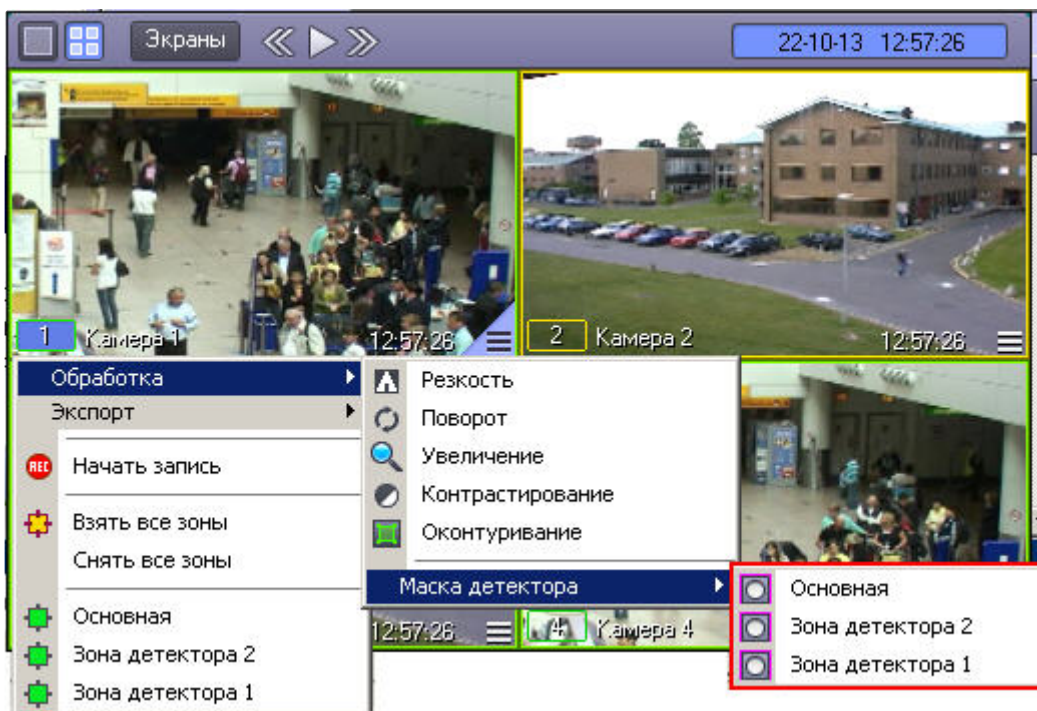 Экраны
22-10-13 12:57:26
1 Камера 1 12:57:26
2 Камера 2 12:57:26
Обработка
Экспорт
REC Начать запись
Взять все зоны
Снять все зоны
Основная
Зона детектора 2
Зона детектора 1
Резкость
Поворот
Увеличение
Контрастирование
Оконтуривание
Маска детектора
12:57:26
4 Камера 4
Основная
Зона детектора 2
Зона детектора 1